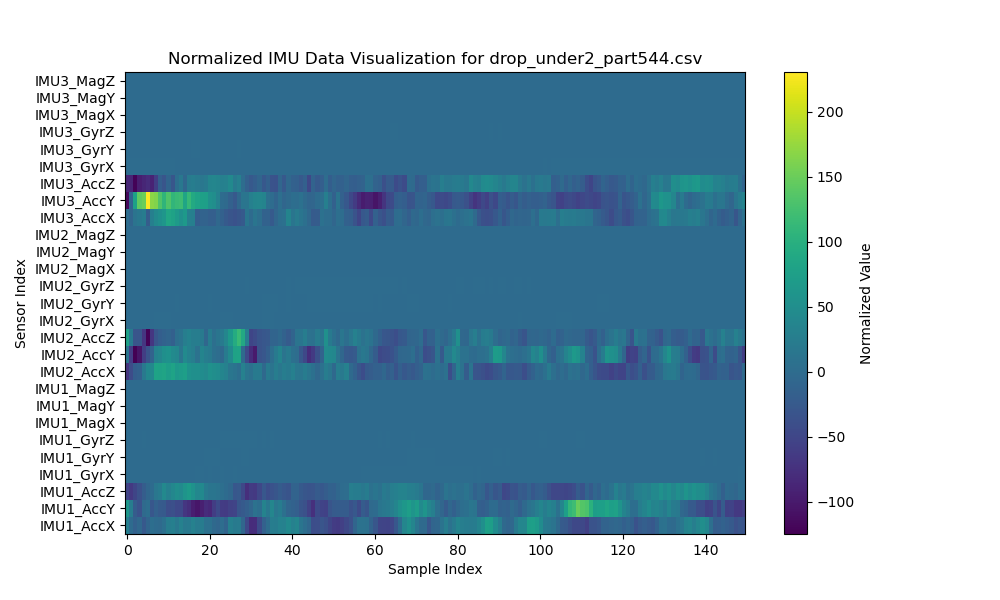 Normalized IMU Data Visualization for drop_under2_part544.csv
IMU3_MagZ
IMU3_MagY
IMU3_MagX
IMU3_GyrZ
IMU3_GyrY
IMU3_GyrX
IMU3_AccZ
IMU3_AccY
IMU3_AccX
IMU2_MagZ
IMU2_MagY
IMU2_MagX
IMU2_GyrZ
IMU2_GyrY
IMU2_GyrX
IMU2_AccZ
IMU2_AccY
IMU2_AccX
IMU1_MagZ
IMU1_MagY
IMU1_MagX
IMU1_GyrZ
IMU1_GyrY
IMU1_GyrX
IMU1_AccZ
IMU1_AccY
IMU1_AccX
Sensor Index
0 20 40 60 80 100 120 140
Sample Index
200
150
100
50
0
−50
−100
Normalized Value